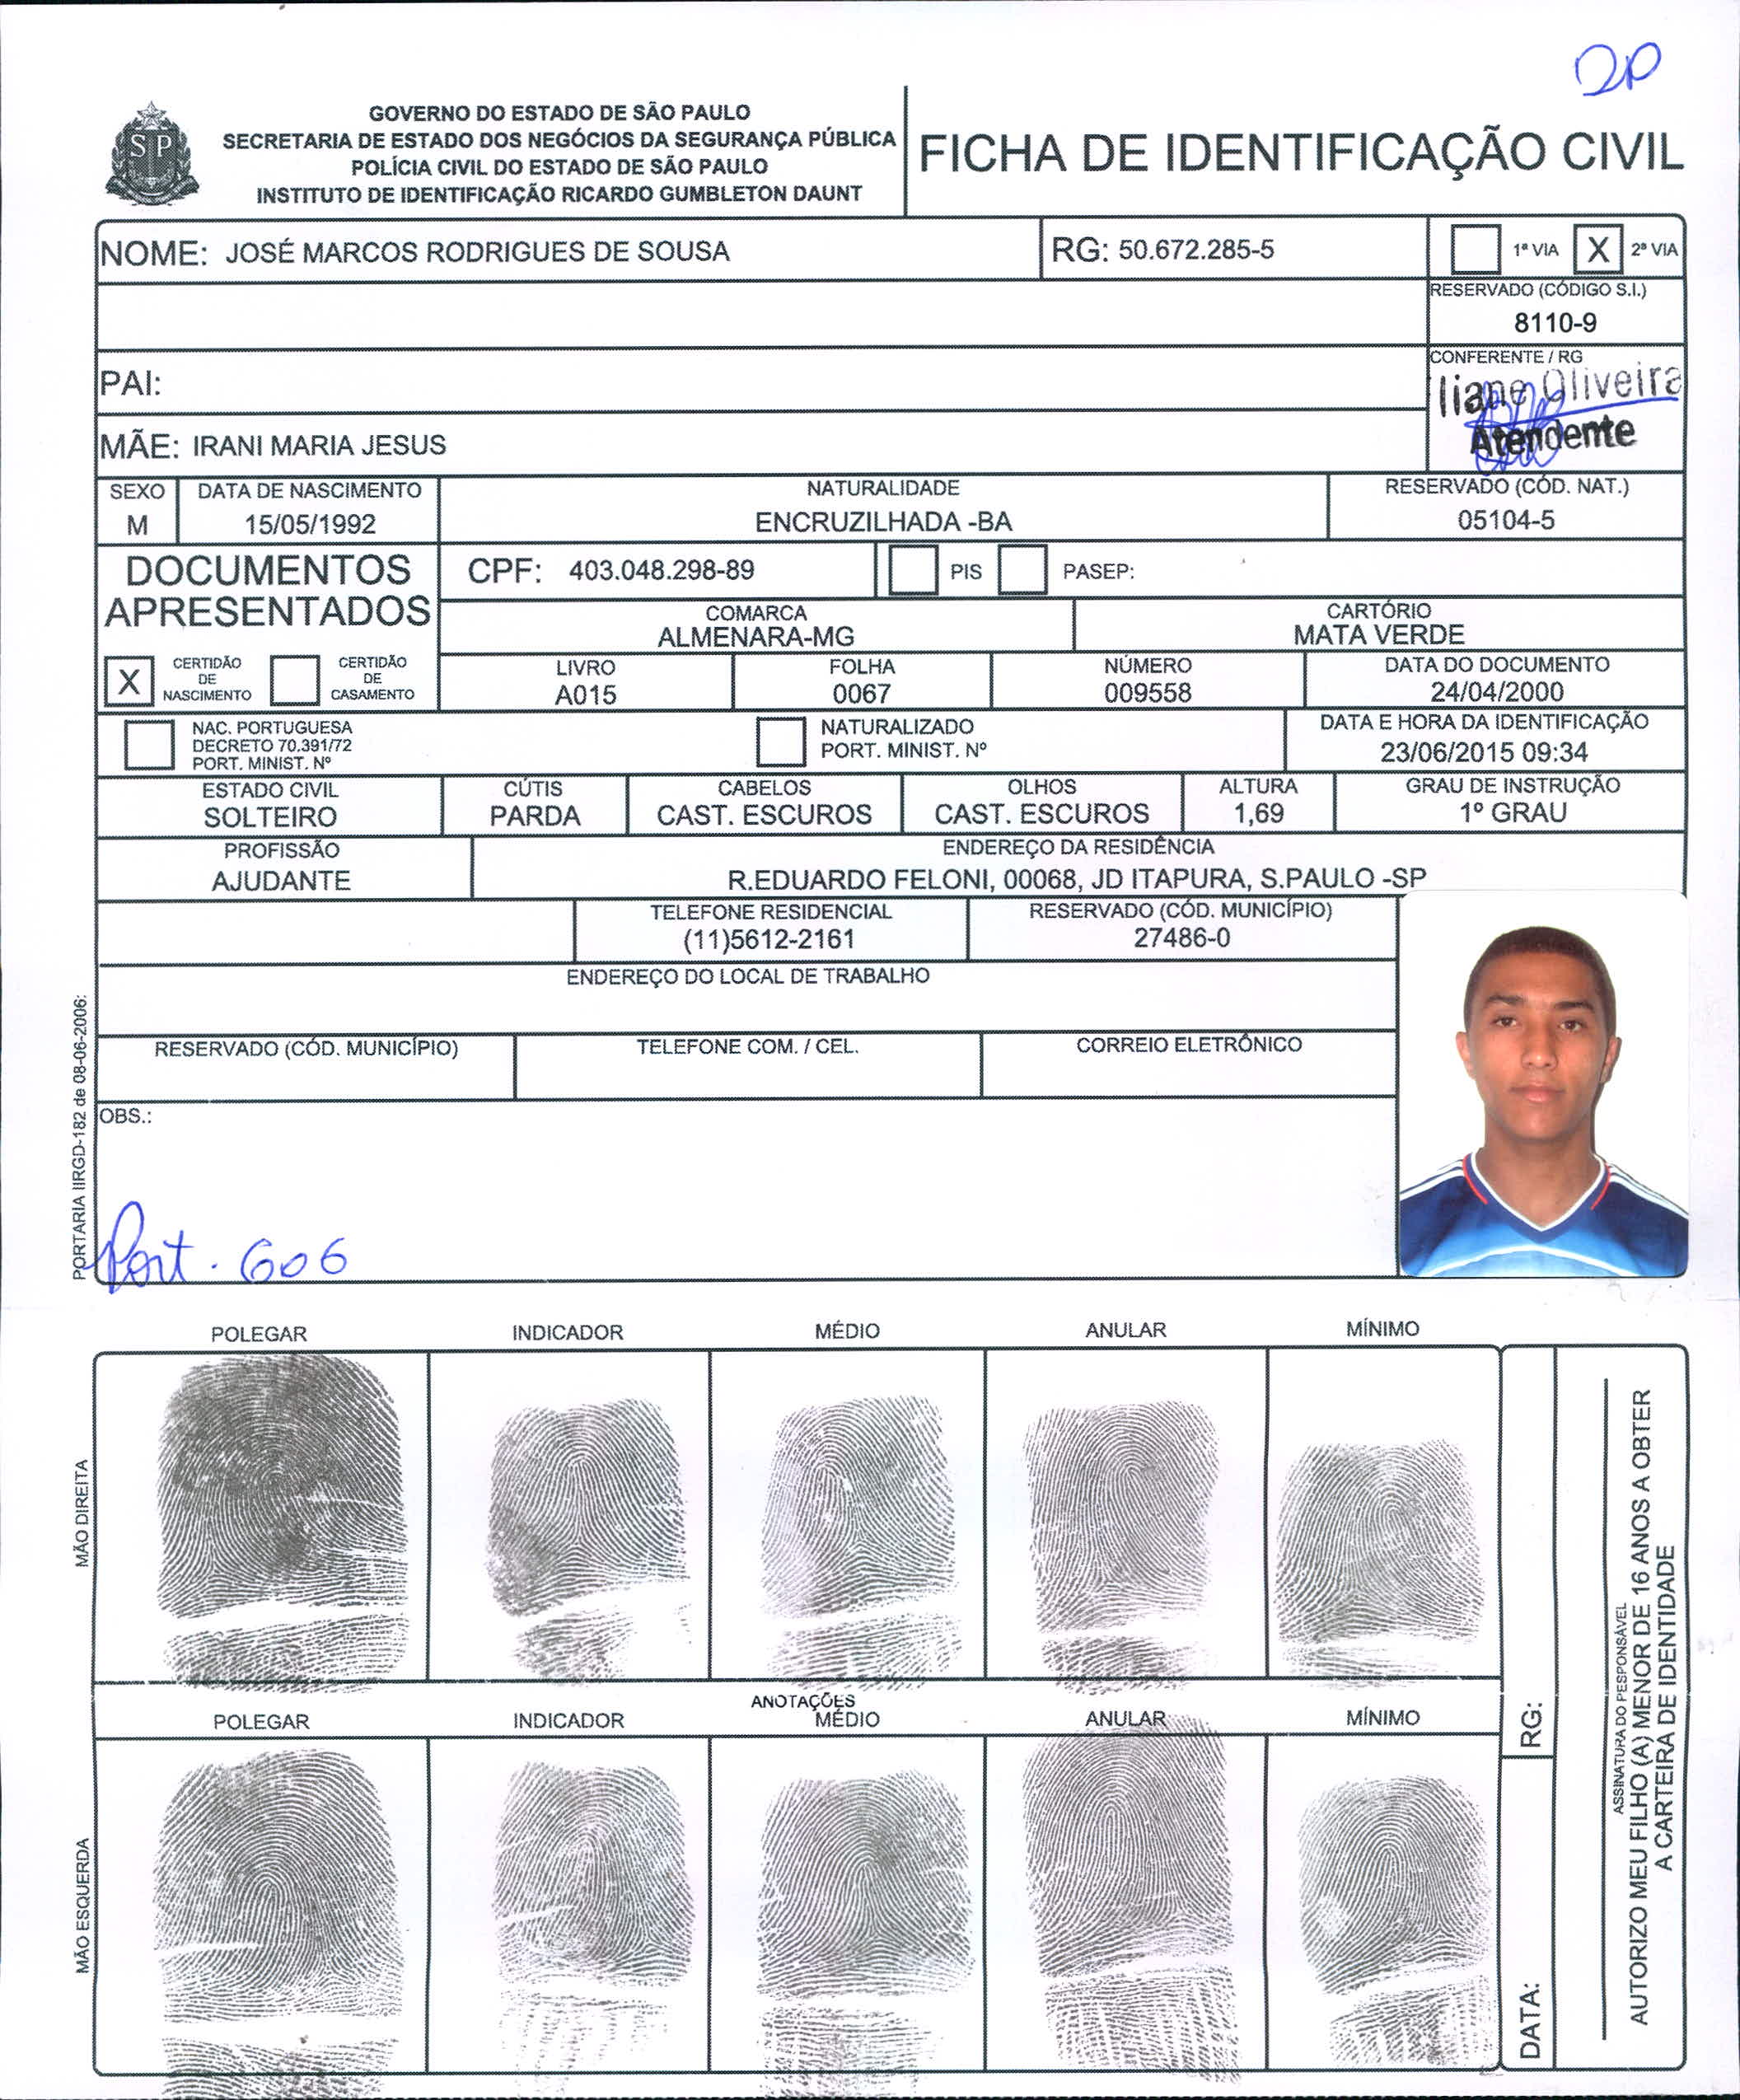 DP
GOVERNO DO ESTADO DE SÃO PAULO
SECRETARIA DE ESTADO DOS NEGÓCIOS DA SEGURANÇA PÚBLICA
POLÍCIA CIVIL DO ESTADO DE SÃO PAULO
INSTITUTO DE IDENTIFICAÇÃO RICARDO GUMBLETON DAUNT
SP
FICHA DE IDENTIFICAÇÃO CIVIL
NOME: JOSÉ MARCOS RODRIGUES DE SOUSA
RG: 50.672.285-5
1ª VIA X 2ª VIA
RESERVADO (CÓDIGO S.I.)
8110-9
PAI:
CONFERENTE / RG
liane Oliveira
Atendente
MÃE: IRANI MARIA JESUS
SEXO
M
DATA DE NASCIMENTO
15/05/1992
NATURALIDADE
ENCRUZILHADA -BA
RESERVADO (CÓD. NAT.)
05104-5
DOCUMENTOS
APRESENTADOS
CPF: 403.048.298-89
PIS
PASEP:
COMARCA
ALMENARA-MG
CARTÓRIO
MATA VERDE
X CERTIDÃO
DE
NASCIMENTO
CERTIDÃO
DE
CASAMENTO
LIVRO
A015
FOLHA
0067
NÚMERO
009558
DATA DO DOCUMENTO
24/04/2000
NAC. PORTUGUESA
DECRETO 70.391/72
PORT. MINIST. Nº
NATURALIZADO
PORT. MINIST. Nº
DATA E HORA DA IDENTIFICAÇÃO
23/06/2015 09:34
ESTADO CIVIL
SOLTEIRO
CÚTIS
PARDA
CABELOS
CAST. ESCUROS
OLHOS
CAST. ESCUROS
ALTURA
1,69
GRAU DE INSTRUÇÃO
1º GRAU
PROFISSÃO
AJUDANTE
ENDEREÇO DA RESIDÊNCIA
R.EDUARDO FELONI, 00068, JD ITAPURA, S.PAULO -SP
TELEFONE RESIDENCIAL
(11)5612-2161
RESERVADO (CÓD. MUNICÍPIO)
27486-0
ENDEREÇO DO LOCAL DE TRABALHO
RESERVADO (CÓD. MUNICÍPIO)
TELEFONE COM. / CEL.
CORREIO ELETRÔNICO
OBS.:
Port. 606
PORTARIA IIRGD-182 de 08-06-2006:
POLEGAR INDICADOR MÉDIO ANULAR MÍNIMO
MÃO DIREITA
ANOTAÇÕES
POLEGAR INDICADOR MÉDIO ANULAR MÍNIMO
MÃO ESQUERDA
RG:
DATA:
ASSINATURA DO PESPONSÁVEL
AUTORIZO MEU FILHO (A) MENOR DE 16 ANOS A OBTER
A CARTEIRA DE IDENTIDADE